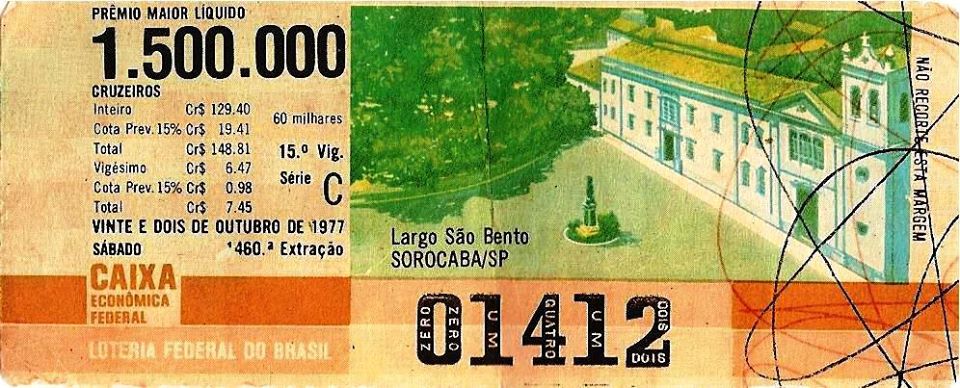 PRÊMIO MAIOR LÍQUIDO
1.500.000
CRUZEIROS
Inteiro Cr$ 129.40
Cota Prev. 15% Cr$ 19.41
Total Cr$ 148.81
Vigésimo Cr$ 6.47
Cota Prev. 15% Cr$ 0.98
Total Cr$ 7.45
60 milhares
15.º Vig.
Série C
VINTE E DOIS DE OUTUBRO DE 1977
SÁBADO 1460.ª Extração
CAIXA
ECONÔMICA
FEDERAL
LOTERIA FEDERAL DO BRASIL
Largo São Bento
SOROCABA/SP
01412
ZERO ZERO UM QUATRO UM DOIS DOIS
NÃO RECORTE ESTA MARGEM